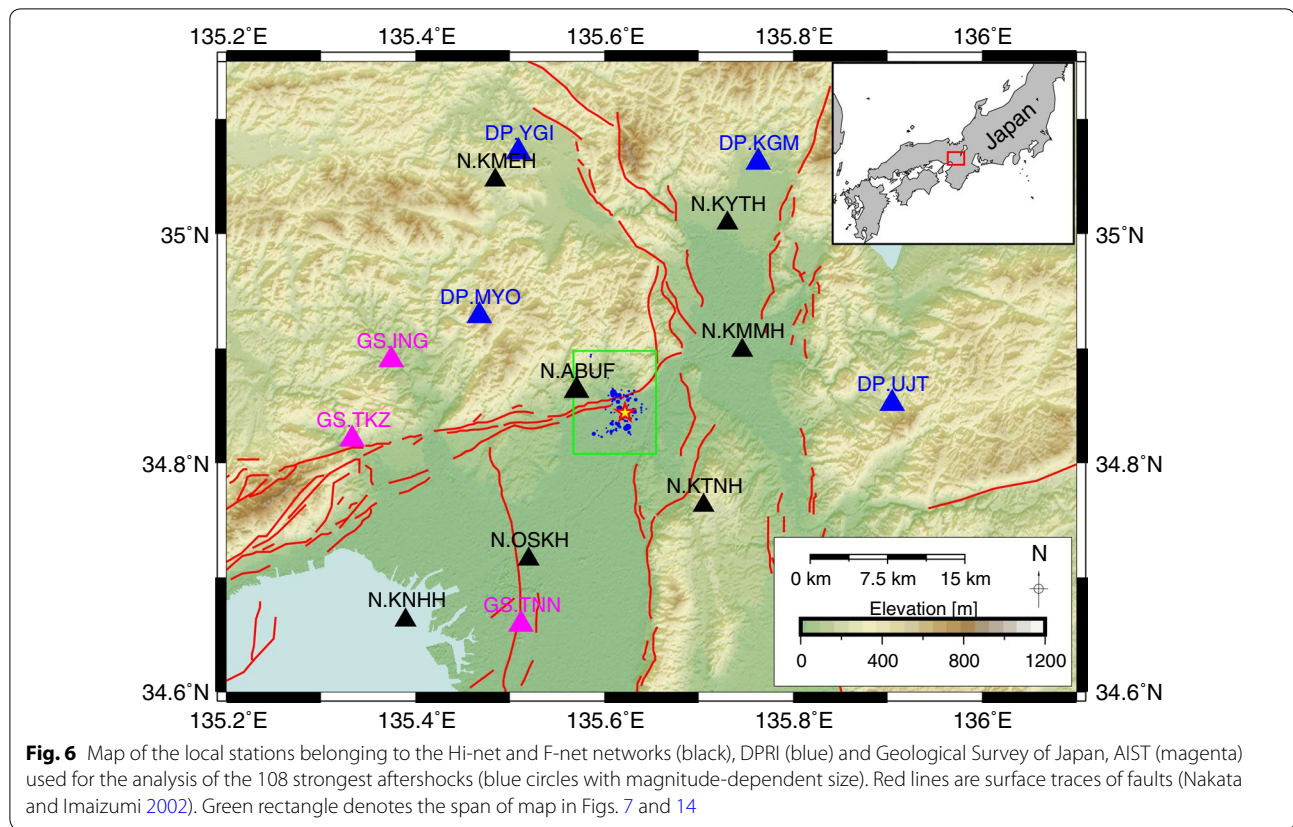 135.2˚E 135.4˚E 135.6˚E 135.8˚E 136˚E
Japan
DP.YGI
DP.KGM
N.KMEH
N.KYTH
35˚N 35˚N
DP.MYO
N.KMMH
GS.ING
N.ABUF
DP.UJT
GS.TKZ
34.8˚N 34.8˚N
N.KTNH
N.OSKH
0 km 7.5 km 15 km
N
N.KNHH
GS.TNN
Elevation [m]
0 400 800 1200
34.6˚N 34.6˚N
135.2˚E 135.4˚E 135.6˚E 135.8˚E 136˚E
Fig. 6 Map of the local stations belonging to the Hi-net and F-net networks (black), DPRI (blue) and Geological Survey of Japan, AIST (magenta)
used for the analysis of the 108 strongest aftershocks (blue circles with magnitude-dependent size). Red lines are surface traces of faults (Nakata
and Imaizumi 2002). Green rectangle denotes the span of map in Figs. 7 and 14